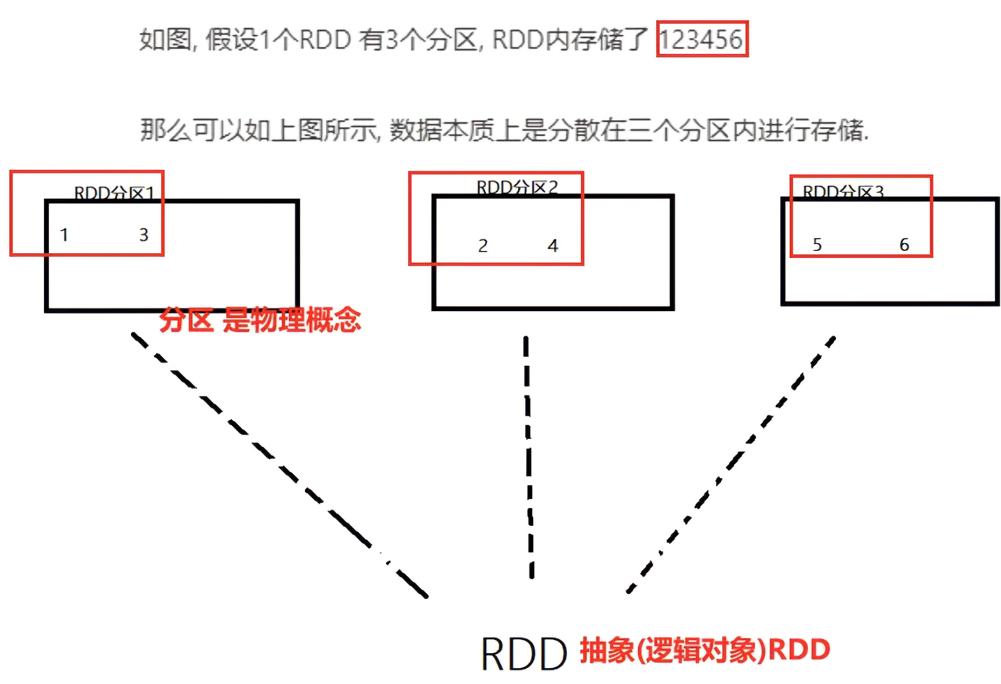 如图, 假设1个RDD 有3个分区, RDD内存储了 123456
那么可以如上图所示, 数据本质上是分散在三个分区内进行存储.
RDD分区1
RDD分区2
RDD分区3
1 3
2 4
5 6
分区 是物理概念
RDD 抽象(逻辑对象)RDD